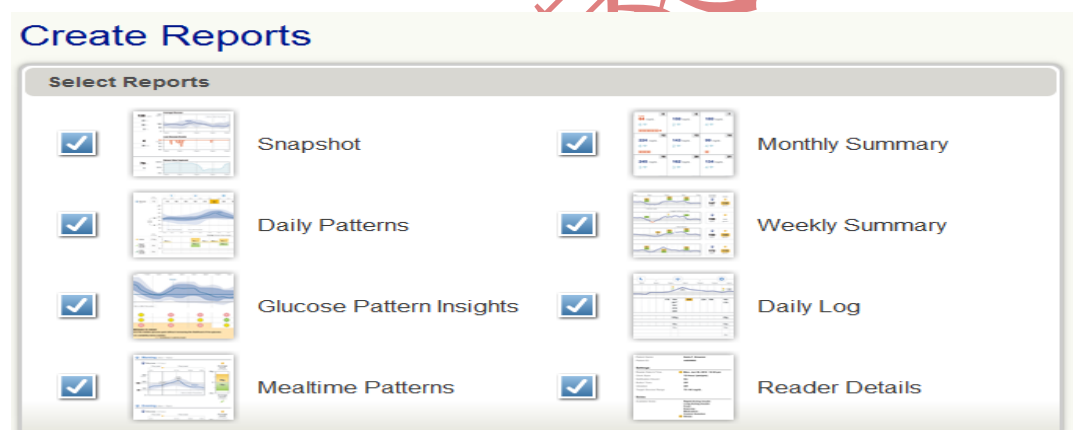 Create Reports
Select Reports
Snapshot
Monthly Summary
Daily Patterns
Weekly Summary
Glucose Pattern Insights
Daily Log
Mealtime Patterns
Reader Details